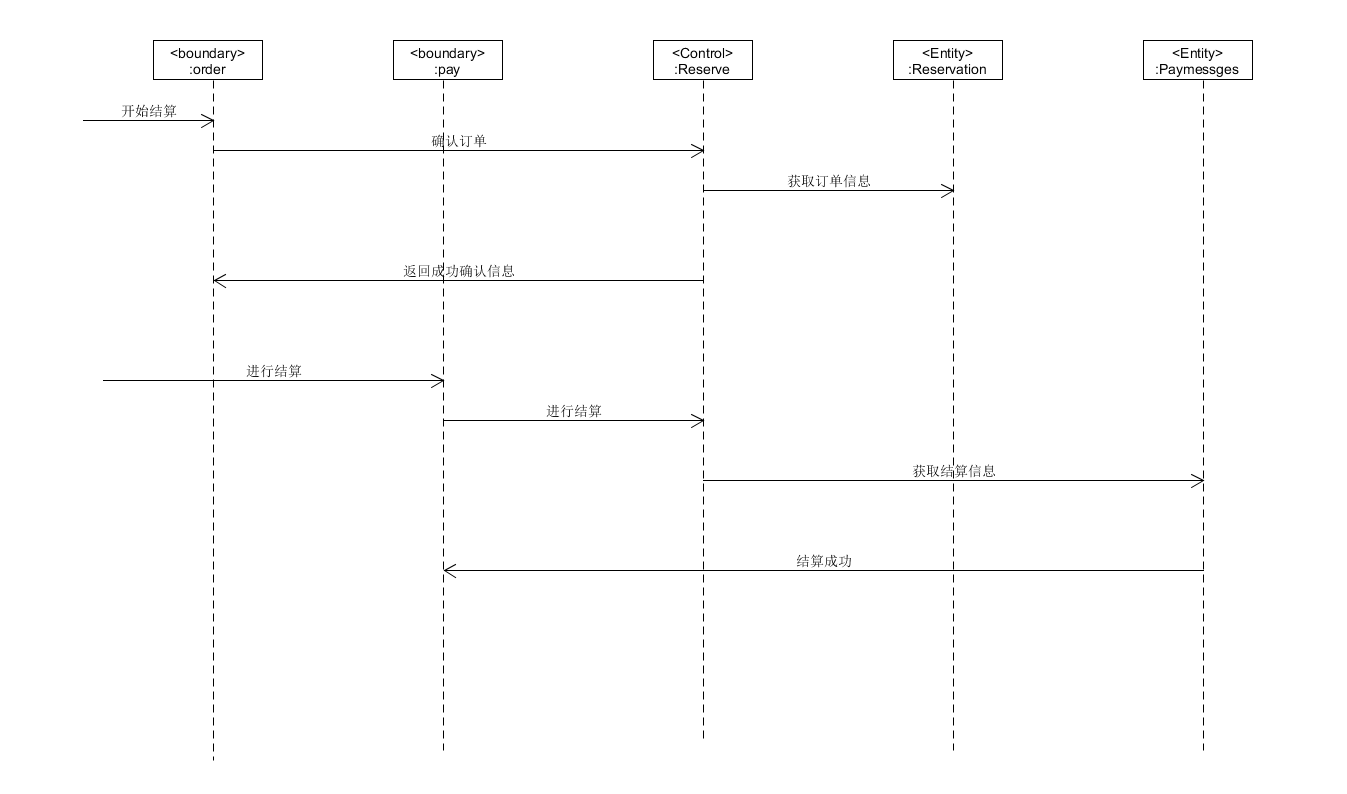 <boundary>
:order
<boundary>
:pay
<Control>
:Reserve
<Entity>
:Reservation
<Entity>
:Paymessges
开始结算
确认订单
获取订单信息
返回成功确认信息
进行结算
进行结算
获取结算信息
结算成功